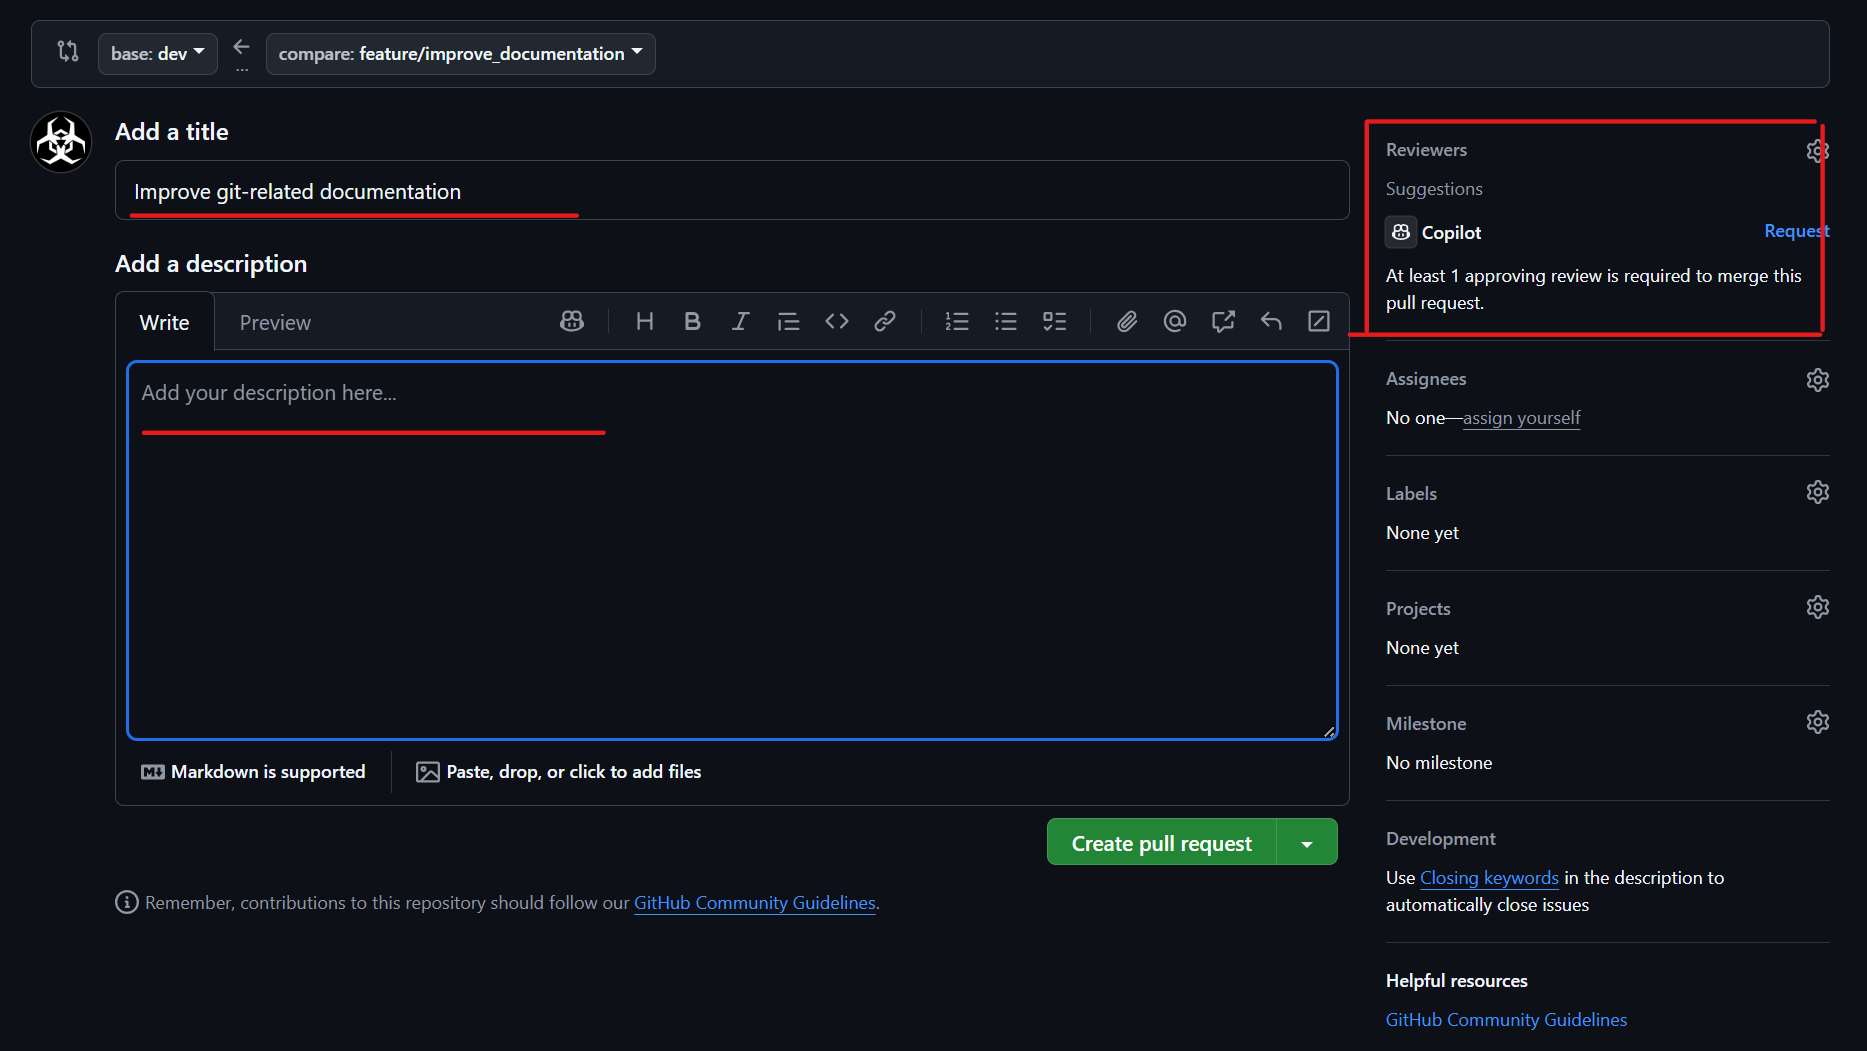 base: dev
compare: feature/improve_documentation
Add a title
Improve git-related documentation
Add a description
Write
Preview
Add your description here...
Markdown is supported
Paste, drop, or click to add files
Create pull request
Remember, contributions to this repository should follow our GitHub Community Guidelines.
Reviewers
Suggestions
Copilot
Request
At least 1 approving review is required to merge this
pull request.
Assignees
No one—assign yourself
Labels
None yet
Projects
None yet
Milestone
No milestone
Development
Use Closing keywords in the description to
automatically close issues
Helpful resources
GitHub Community Guidelines